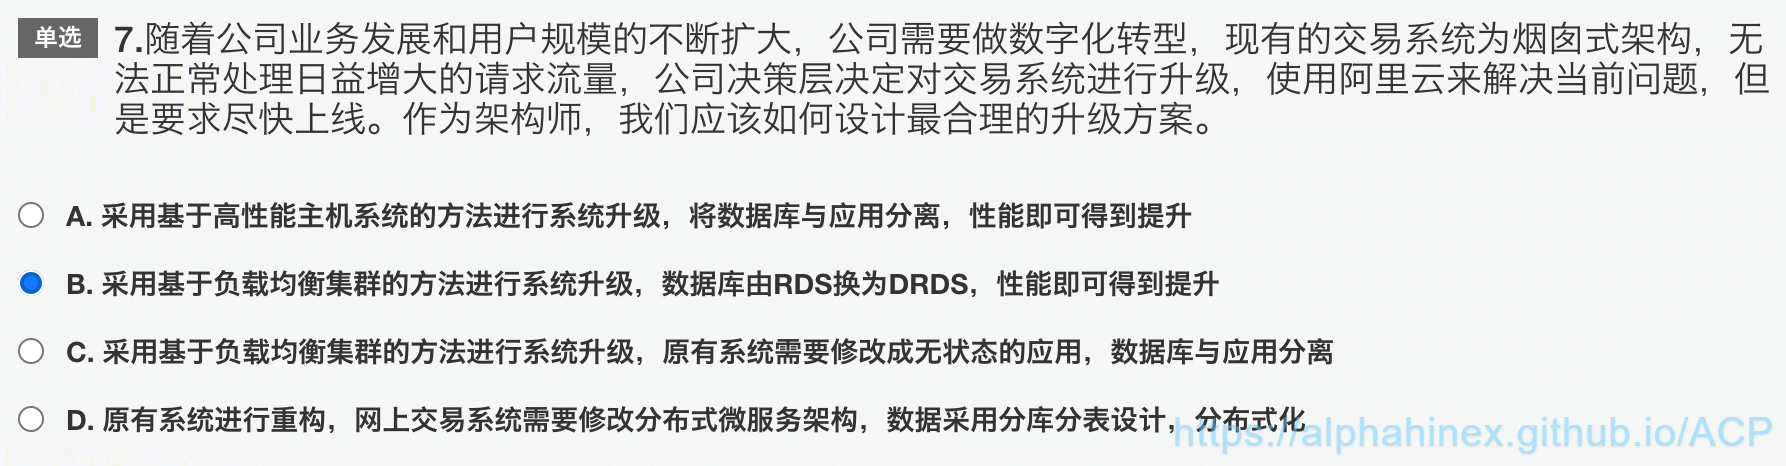 单选
7.随着公司业务发展和用户规模的不断扩大，公司需要做数字化转型，现有的交易系统为烟囱式架构，无
法正常处理日益增大的请求流量，公司决策层决定对交易系统进行升级，使用阿里云来解决当前问题，但
是要求尽快上线。作为架构师，我们应该如何设计最合理的升级方案。
A. 采用基于高性能主机系统的方法进行系统升级，将数据库与应用分离，性能即可得到提升
B. 采用基于负载均衡集群的方法进行系统升级，数据库由RDS换为DRDS，性能即可得到提升
C. 采用基于负载均衡集群的方法进行系统升级，原有系统需要修改成无状态的应用，数据库与应用分离
D. 原有系统进行重构，网上交易系统需要修改分布式微服务架构，数据采用分库分表设计，分布式化
https://alphahinex.github.io/ACP